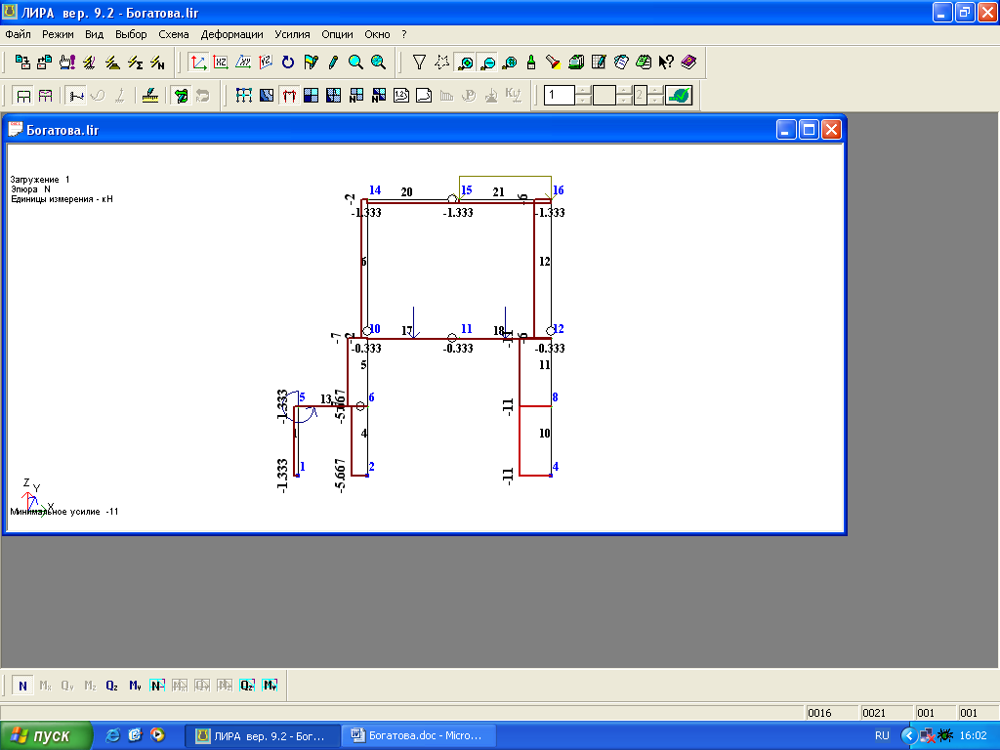 ЛИРА вер. 9.2 - Богатова.lir
Файл Режим Вид Выбор Схема Деформации Усилия Опции Окно ?
1 2
Богатова.lir
Загружение 1
Эпюра N
Единицы измерения - кН
14 20 15 21 16
-2 6
-1.333 -1.333 -1.333
6 12
10 17 11 18 12
-7 2 -11 6
-0.333 -0.333 -0.333
5 11
5 13 6 8
-1.333 -5.667 -11
1 4 10
1 2 4
-1.333 -5.667 -11
Z Y X
Минимальное усилие -11
N Mx Qy Mz Qz My N Mx Qy Mz Qz My
0016 0021 001 001
пуск ЛИРА вер. 9.2 - Бог... Богатова.doc - Micro... RU 16:02